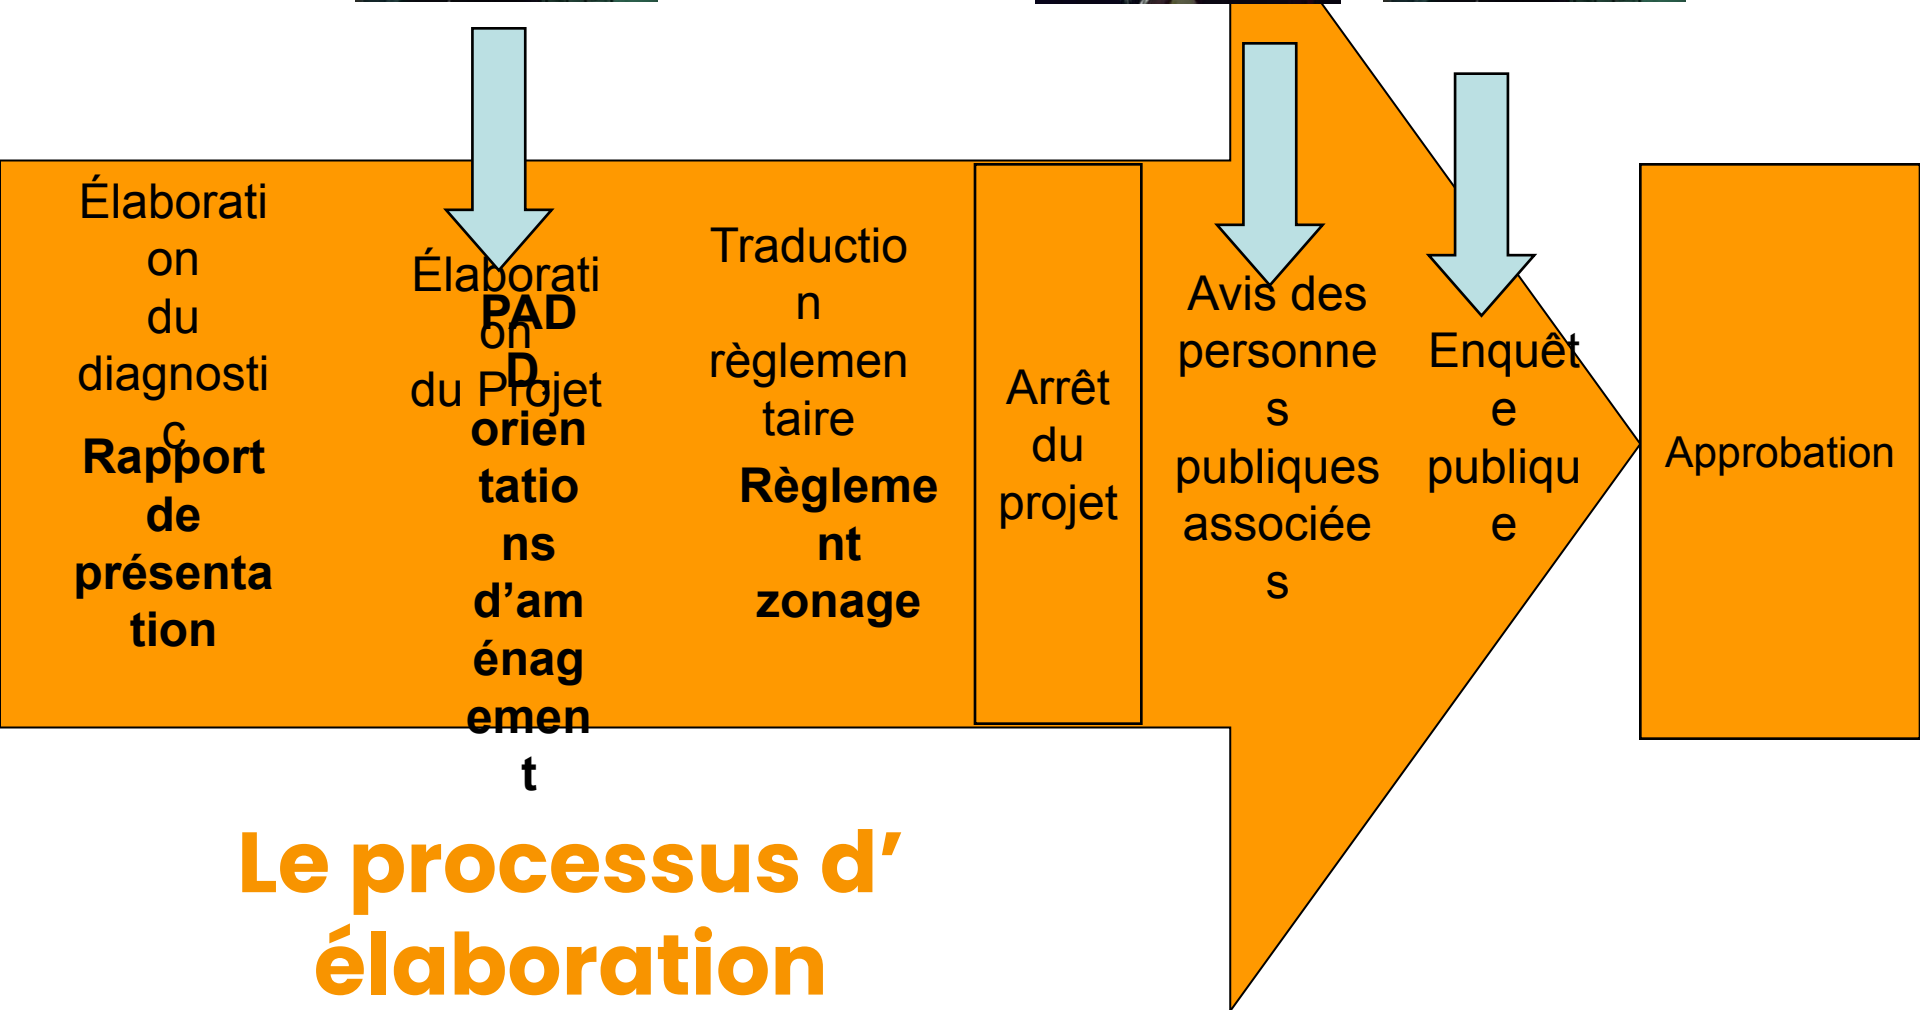 Élaborati
on
du
diagnosti
c
Rapport
de
présenta
tion
Élaborati
on
du Projet
PAD
D,
orien
tatio
ns
d’am
énag
emen
t
Traductio
n
règlemen
taire
Règleme
nt
zonage
Arrêt
du
projet
Avis des
personne
s
publiques
associée
s
Enquêt
e
publiqu
e
Approbation
Le processus d’
élaboration